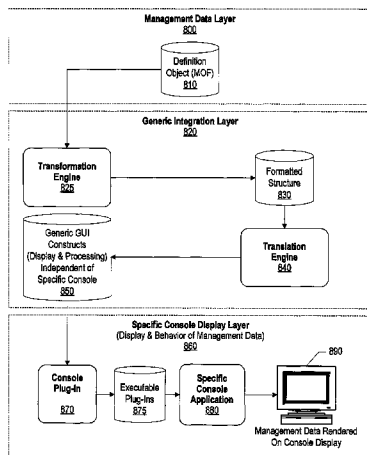 Management Data Layer
800
Definition
Object (MOF)
810
Generic Integration Layer
820
Transformation
Engine
825
Formatted
Structure
830
Generic GUI
Constructs
(Display & Processing)
Independent of
Specific Console
850
Translation
Engine
840
Specific Console Display Layer
(Display & Behavior of Management Data)
860
890
Console
Plug-In
870
Executable
Plug-Ins
875
Specific
Console
Application
880
Management Data Rendered
On Console Display